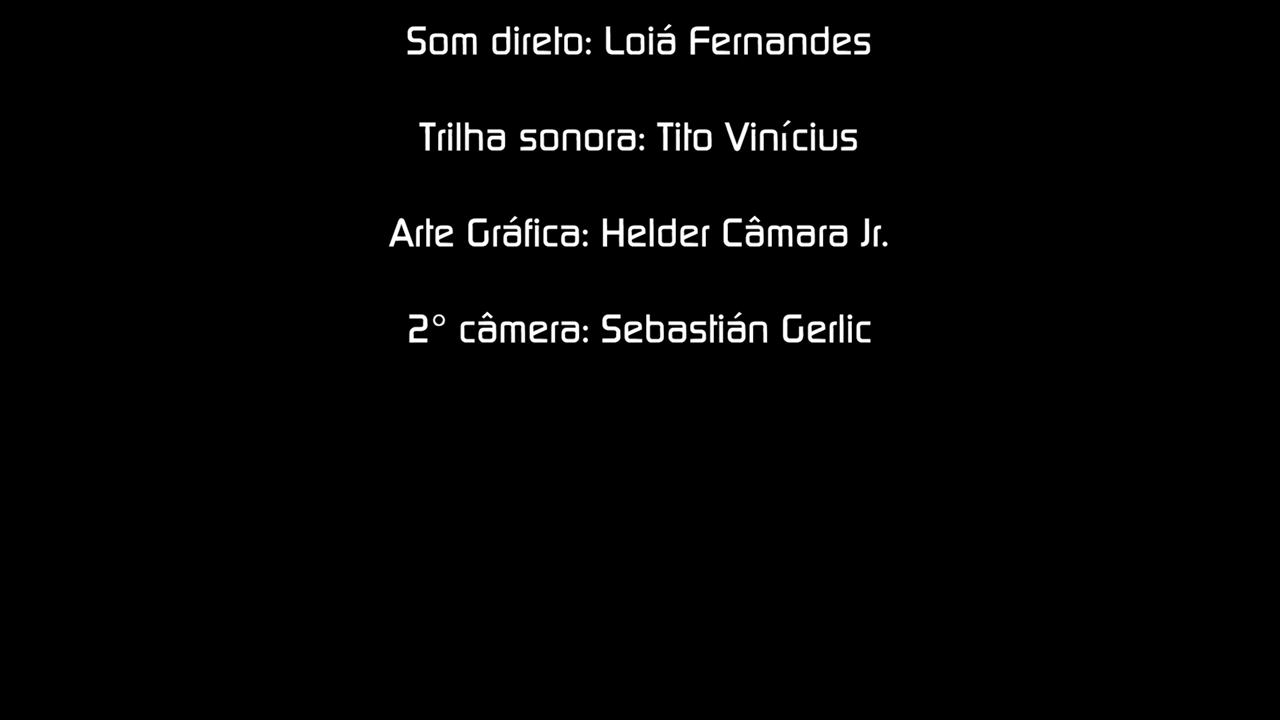 Som direto: Loiá Fernandes
Trilha sonora: Tito Vinícius
Arte Gráfica: Helder Câmara Jr.
2° câmera: Sebastián Gerlic